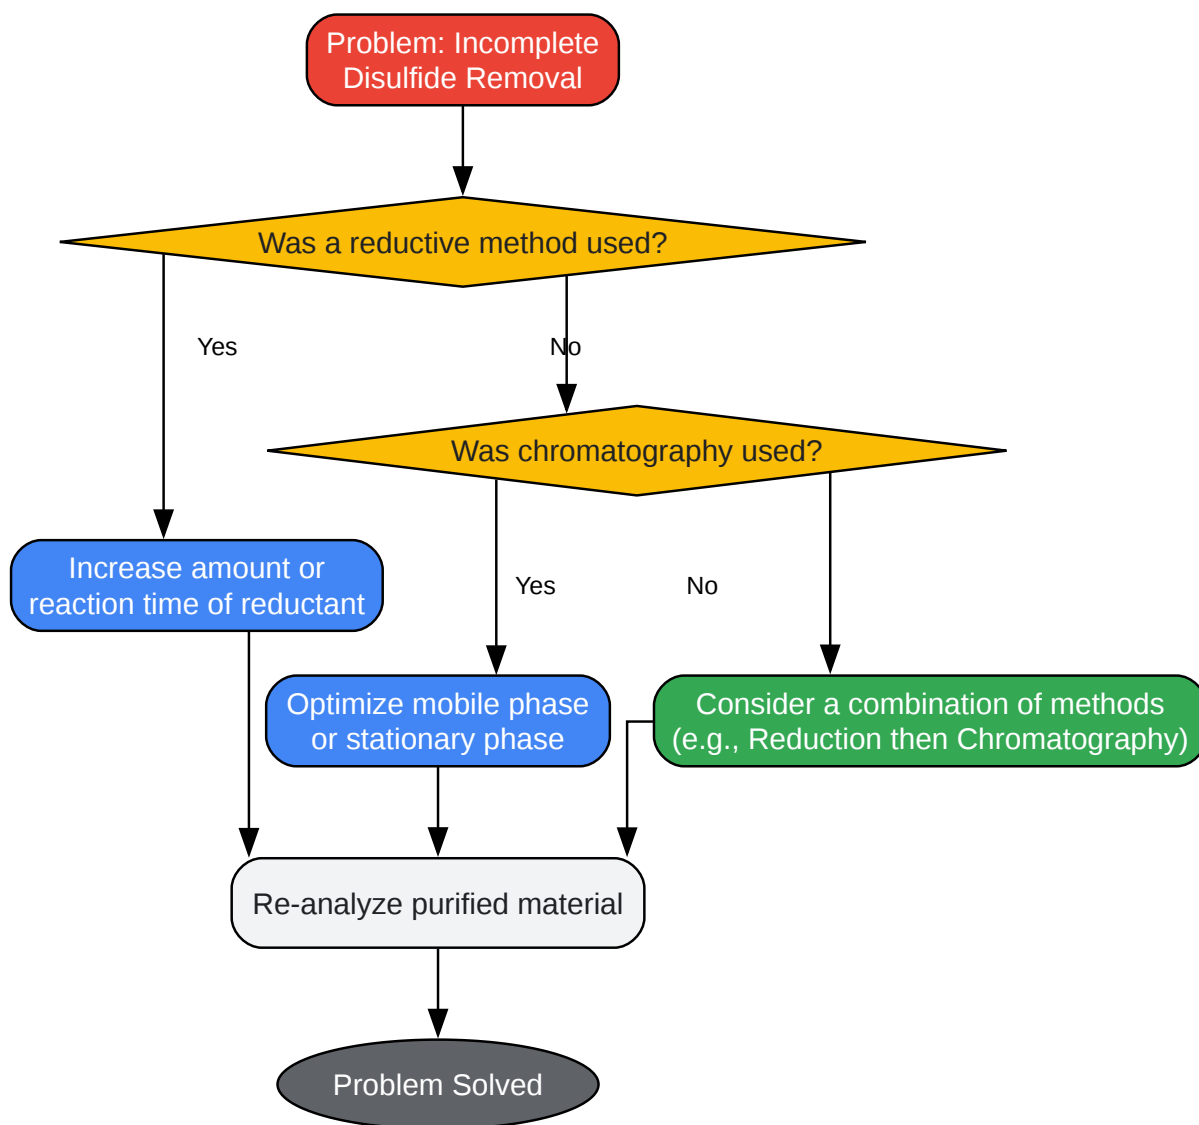 Problem: Incomplete
Disulfide Removal
Was a reductive method used?
Yes
No
Was chromatography used?
Increase amount or
reaction time of reductant
Yes
No
Optimize mobile phase
or stationary phase
Consider a combination of methods
(e.g., Reduction then Chromatography)
Re-analyze purified material
Problem Solved